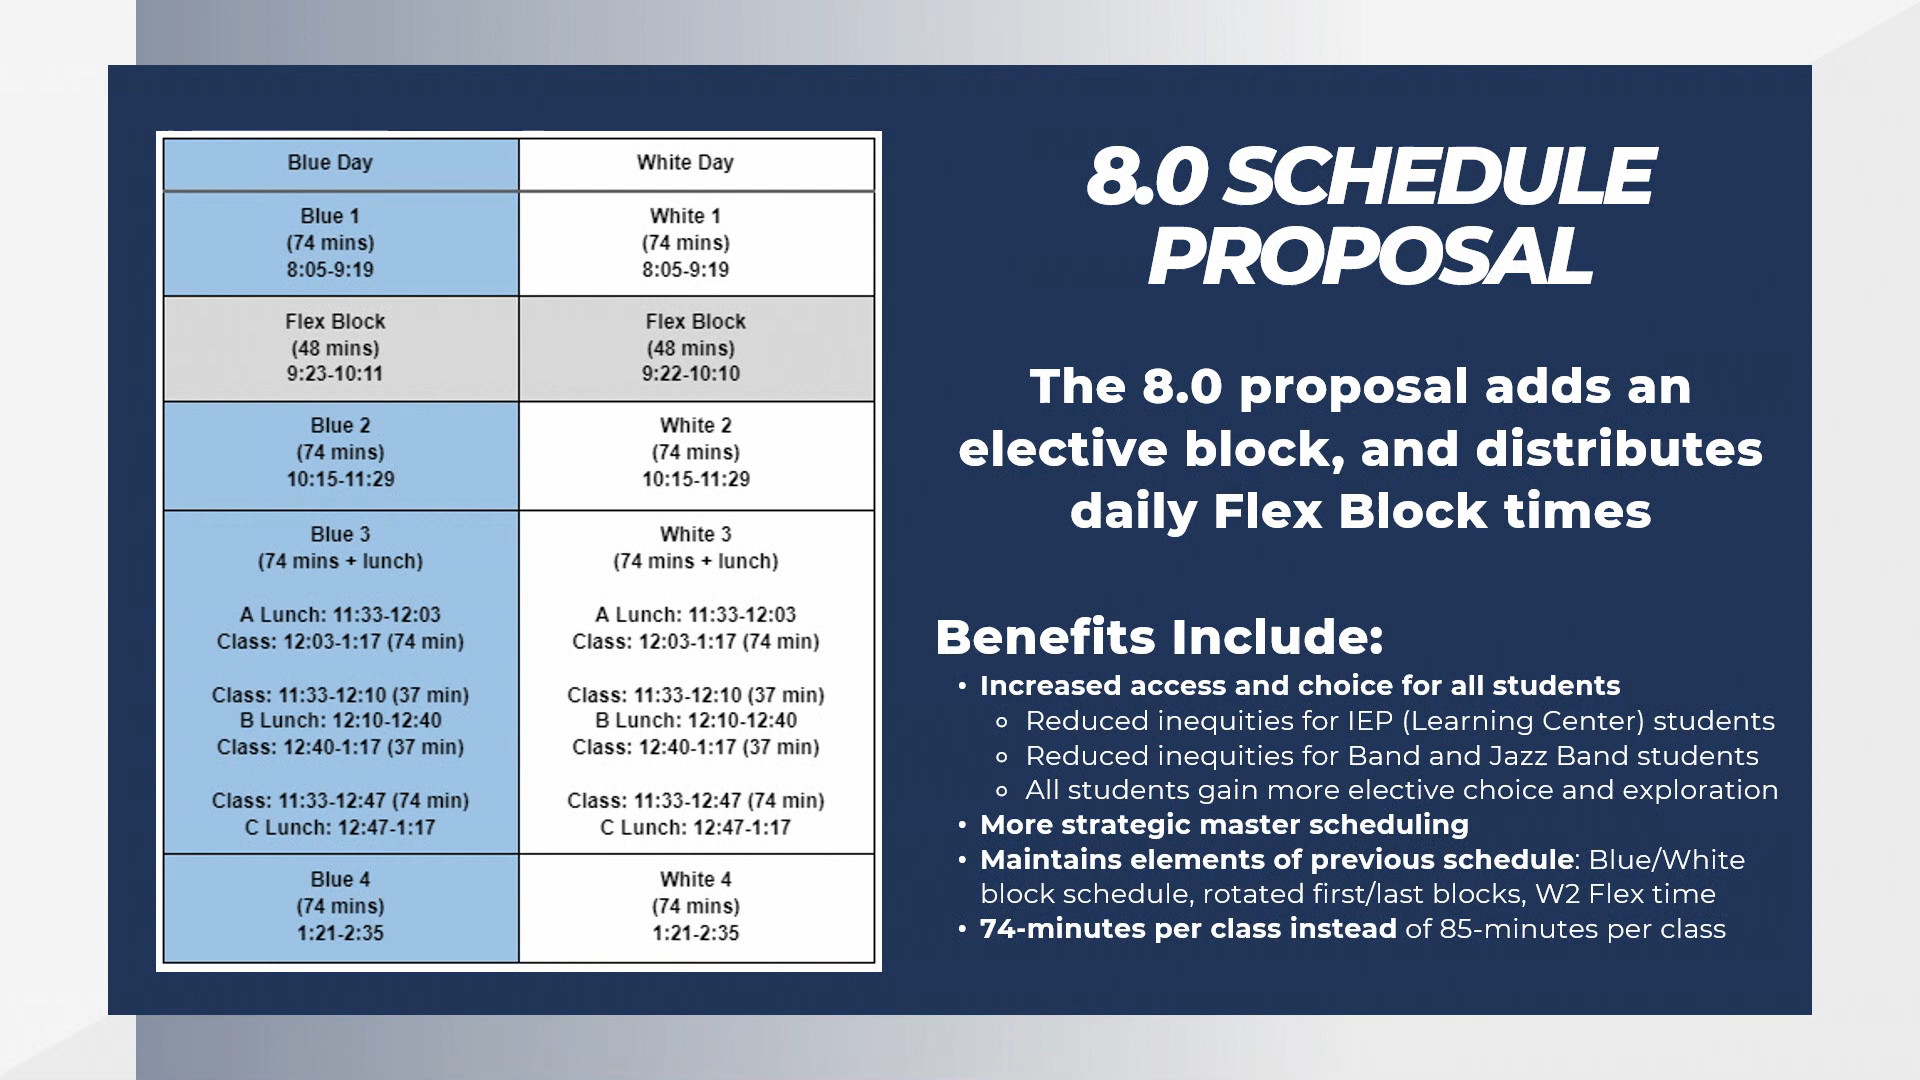 Blue Day
White Day
Blue 1
(74 mins)
8:05-9:19
White 1
(74 mins)
8:05-9:19
Flex Block
(48 mins)
9:23-10:11
Flex Block
(48 mins)
9:22-10:10
Blue 2
(74 mins)
10:15-11:29
White 2
(74 mins)
10:15-11:29
Blue 3
(74 mins + lunch)
A Lunch: 11:33-12:03
Class: 12:03-1:17 (74 min)
Class: 11:33-12:10 (37 min)
B Lunch: 12:10-12:40
Class: 12:40-1:17 (37 min)
Class: 11:33-12:47 (74 min)
C Lunch: 12:47-1:17
White 3
(74 mins + lunch)
A Lunch: 11:33-12:03
Class: 12:03-1:17 (74 min)
Class: 11:33-12:10 (37 min)
B Lunch: 12:10-12:40
Class: 12:40-1:17 (37 min)
Class: 11:33-12:47 (74 min)
C Lunch: 12:47-1:17
Blue 4
(74 mins)
1:21-2:35
White 4
(74 mins)
1:21-2:35
8.0 SCHEDULE
PROPOSAL
The 8.0 proposal adds an
elective block, and distributes
daily Flex Block times
Benefits Include:
• Increased access and choice for all students
◦ Reduced inequities for IEP (Learning Center) students
◦ Reduced inequities for Band and Jazz Band students
◦ All students gain more elective choice and exploration
• More strategic master scheduling
• Maintains elements of previous schedule: Blue/White
block schedule, rotated first/last blocks, W2 Flex time
• 74-minutes per class instead of 85-minutes per class